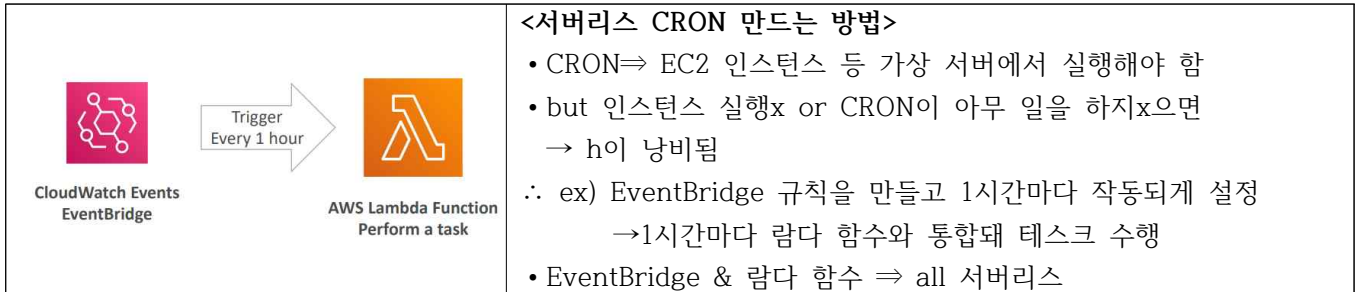 Trigger
Every 1 hour
CloudWatch Events
EventBridge
AWS Lambda Function
Perform a task
<서버리스 CRON 만드는 방법>
• CRON⇒ EC2 인스턴스 등 가상 서버에서 실행해야 함
• but 인스턴스 실행x or CRON이 아무 일을 하지x으면
→ h이 낭비됨
∴ ex) EventBridge 규칙을 만들고 1시간마다 작동되게 설정
→1시간마다 람다 함수와 통합돼 테스크 수행
• EventBridge & 람다 함수 ⇒ all 서버리스